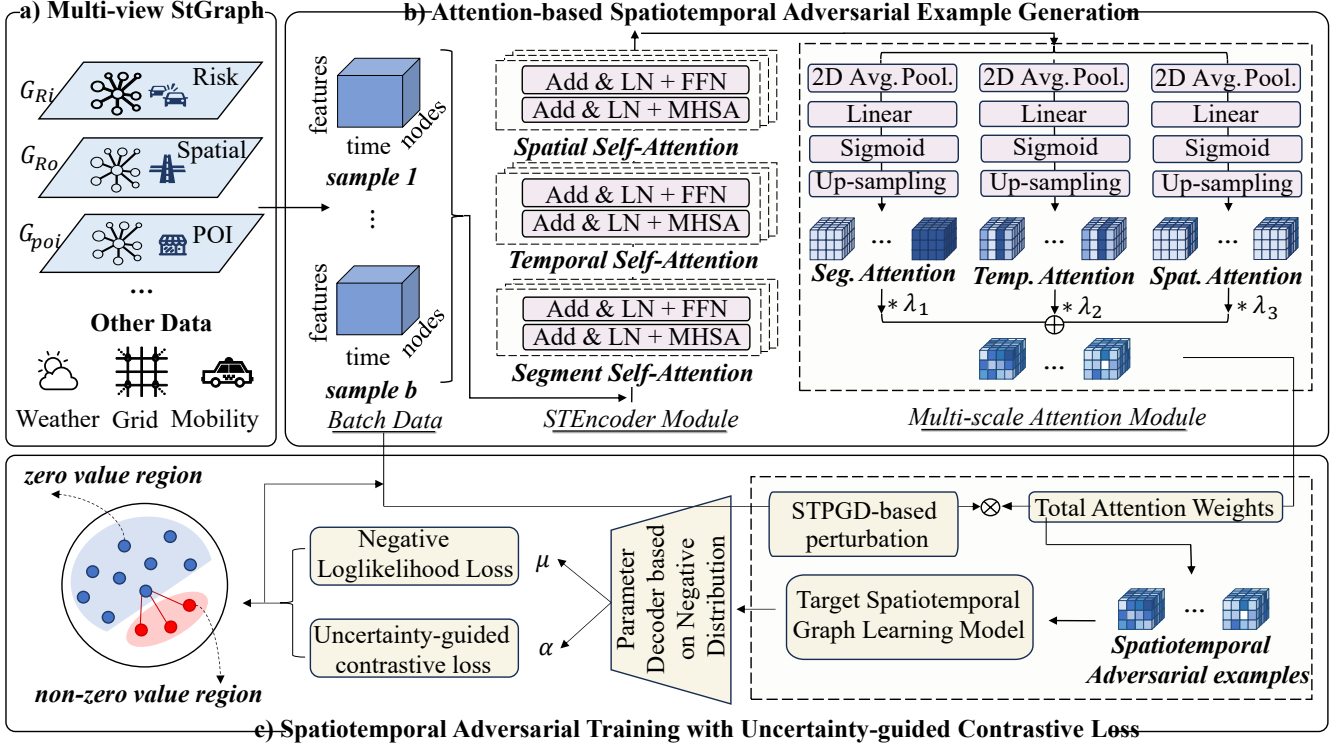 a) Multi-view StGraph
G_{Ri}
Risk
G_{Ro}
Spatial
G_{poi}
POI
...
Other Data
Weather
Grid
Mobility
b) Attention-based Spatiotemporal Adversarial Example Generation
features
time
nodes
sample 1
⋮
features
time
nodes
sample b
Batch Data
Add & LN + FFN
Add & LN + MHSA
Spatial Self-Attention
Add & LN + FFN
Add & LN + MHSA
Temporal Self-Attention
Add & LN + FFN
Add & LN + MHSA
Segment Self-Attention
STEncoder Module
2D Avg. Pool.
Linear
Sigmoid
Up-sampling
...
Seg. Attention
* λ₁
2D Avg. Pool.
Linear
Sigmoid
Up-sampling
...
Temp. Attention
* λ₂
2D Avg. Pool.
Linear
Sigmoid
Up-sampling
...
Spat. Attention
* λ₃
...
Multi-scale Attention Module
zero value region
non-zero value region
Negative
Loglikelihood Loss
Uncertainty-guided
contrastive loss
μ
α
Parameter
Decoder based
on Negative
Distribution
STPGD-based
perturbation
Total Attention Weights
Target Spatiotemporal
Graph Learning Model
...
Spatiotemporal
Adversarial examples
c) Spatiotemporal Adversarial Training with Uncertainty-guided Contrastive Loss